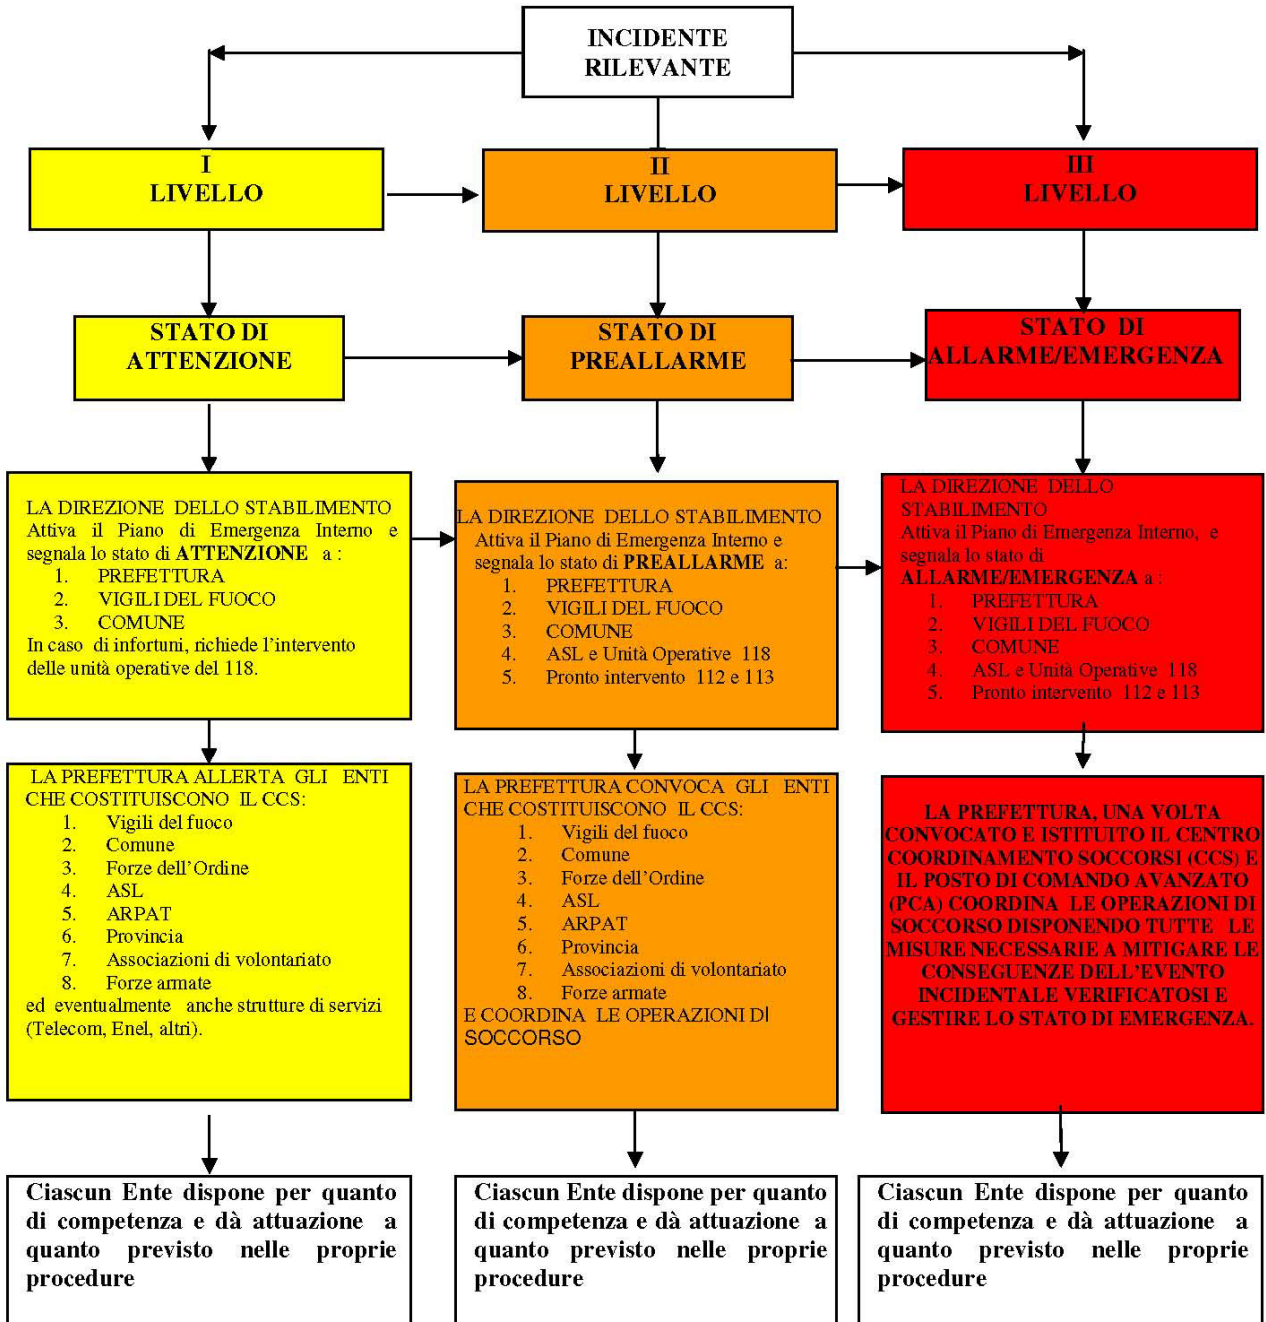 INCIDENTE
RILEVANTE
I
LIVELLO
II
LIVELLO
III
LIVELLO
STATO DI
ATTENZIONE
STATO DI
PREALLARME
STATO DI
ALLARME/EMERGENZA
LA DIREZIONE DELLO STABILIMENTO
Attiva il Piano di Emergenza Interno e
segnala lo stato di ATTENZIONE a :
1. PREFETTURA
2. VIGILI DEL FUOCO
3. COMUNE
In caso di infortuni, richiede l'intervento
delle unità operative del 118.
LA DIREZIONE DELLO STABILIMENTO
Attiva il Piano di Emergenza Interno e
segnala lo stato di PREALLARME a:
1. PREFETTURA
2. VIGILI DEL FUOCO
3. COMUNE
4. ASL e Unità Operative 118
5. Pronto intervento 112 e 113
LA DIREZIONE DELLO
STABILIMENTO
Attiva il Piano di Emergenza Interno, e
segnala lo stato di
ALLARME/EMERGENZA a :
1. PREFETTURA
2. VIGILI DEL FUOCO
3. COMUNE
4. ASL e Unità Operative 118
5. Pronto intervento 112 e 113
LA PREFETTURA ALLERTA GLI ENTI
CHE COSTITUISCONO IL CCS:
1. Vigili del fuoco
2. Comune
3. Forze dell'Ordine
4. ASL
5. ARPAT
6. Provincia
7. Associazioni di volontariato
8. Forze armate
ed eventualmente anche strutture di servizi
(Telecom, Enel, altri).
LA PREFETTURA CONVOCA GLI ENTI
CHE COSTITUISCONO IL CCS:
1. Vigili del fuoco
2. Comune
3. Forze dell'Ordine
4. ASL
5. ARPAT
6. Provincia
7. Associazioni di volontariato
8. Forze armate
E COORDINA LE OPERAZIONI DI
SOCCORSO
LA PREFETTURA, UNA VOLTA
CONVOCATO E ISTITUITO IL CENTRO
COORDINAMENTO SOCCORSI (CCS) E
IL POSTO DI COMANDO AVANZATO
(PCA) COORDINA LE OPERAZIONI DI
SOCCORSO DISPONENDO TUTTE LE
MISURE NECESSARIE A MITIGARE LE
CONSEGUENZE DELL'EVENTO
INCIDENTALE VERIFICATOSI E
GESTIRE LO STATO DI EMERGENZA.
Ciascun Ente dispone per quanto
di competenza e dà attuazione a
quanto previsto nelle proprie
procedure
Ciascun Ente dispone per quanto
di competenza e dà attuazione a
quanto previsto nelle proprie
procedure
Ciascun Ente dispone per quanto
di competenza e dà attuazione a
quanto previsto nelle proprie
procedure